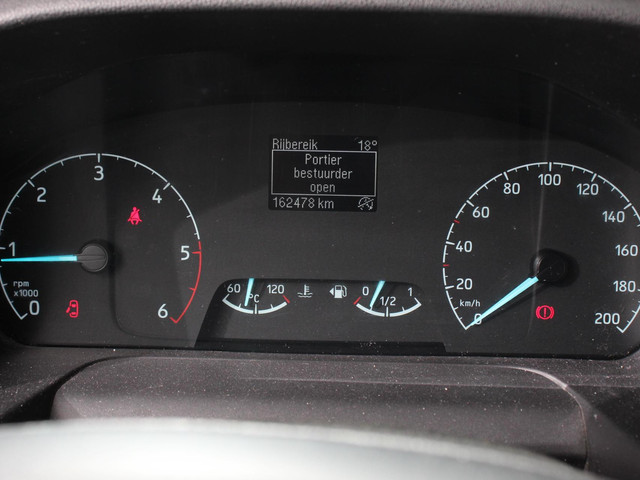 Rijbereik 18°
Portier
bestuurder
open
162478 km
0 1 2 3 4 5 6
rpm
x1000
60 120
°C
0 1/2 1
0 20 40 60 80 100 120 140 160 180 200
km/h